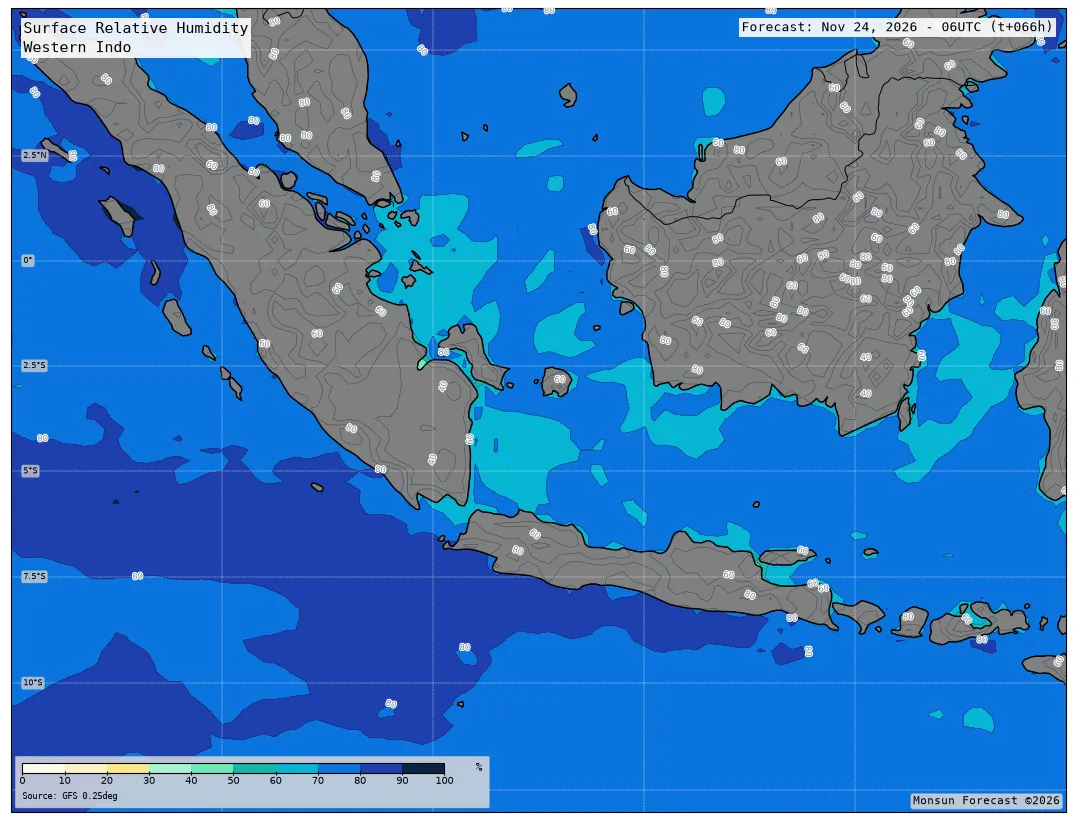 Surface Relative Humidity
Western Indo
Forecast: Nov 24, 2026 - 06UTC (t+066h)
2.5°N
0°
2.5°S
5°S
7.5°S
10°S
0 10 20 30 40 50 60 70 80 90 100
%
Source: GFS 0.25deg
Monsun Forecast ©2026